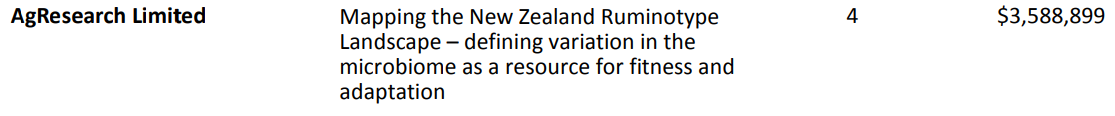 AgResearch Limited
Mapping the New Zealand Ruminotype 4 $3,588,899
Landscape – defining variation in the
microbiome as a resource for fitness and
adaptation